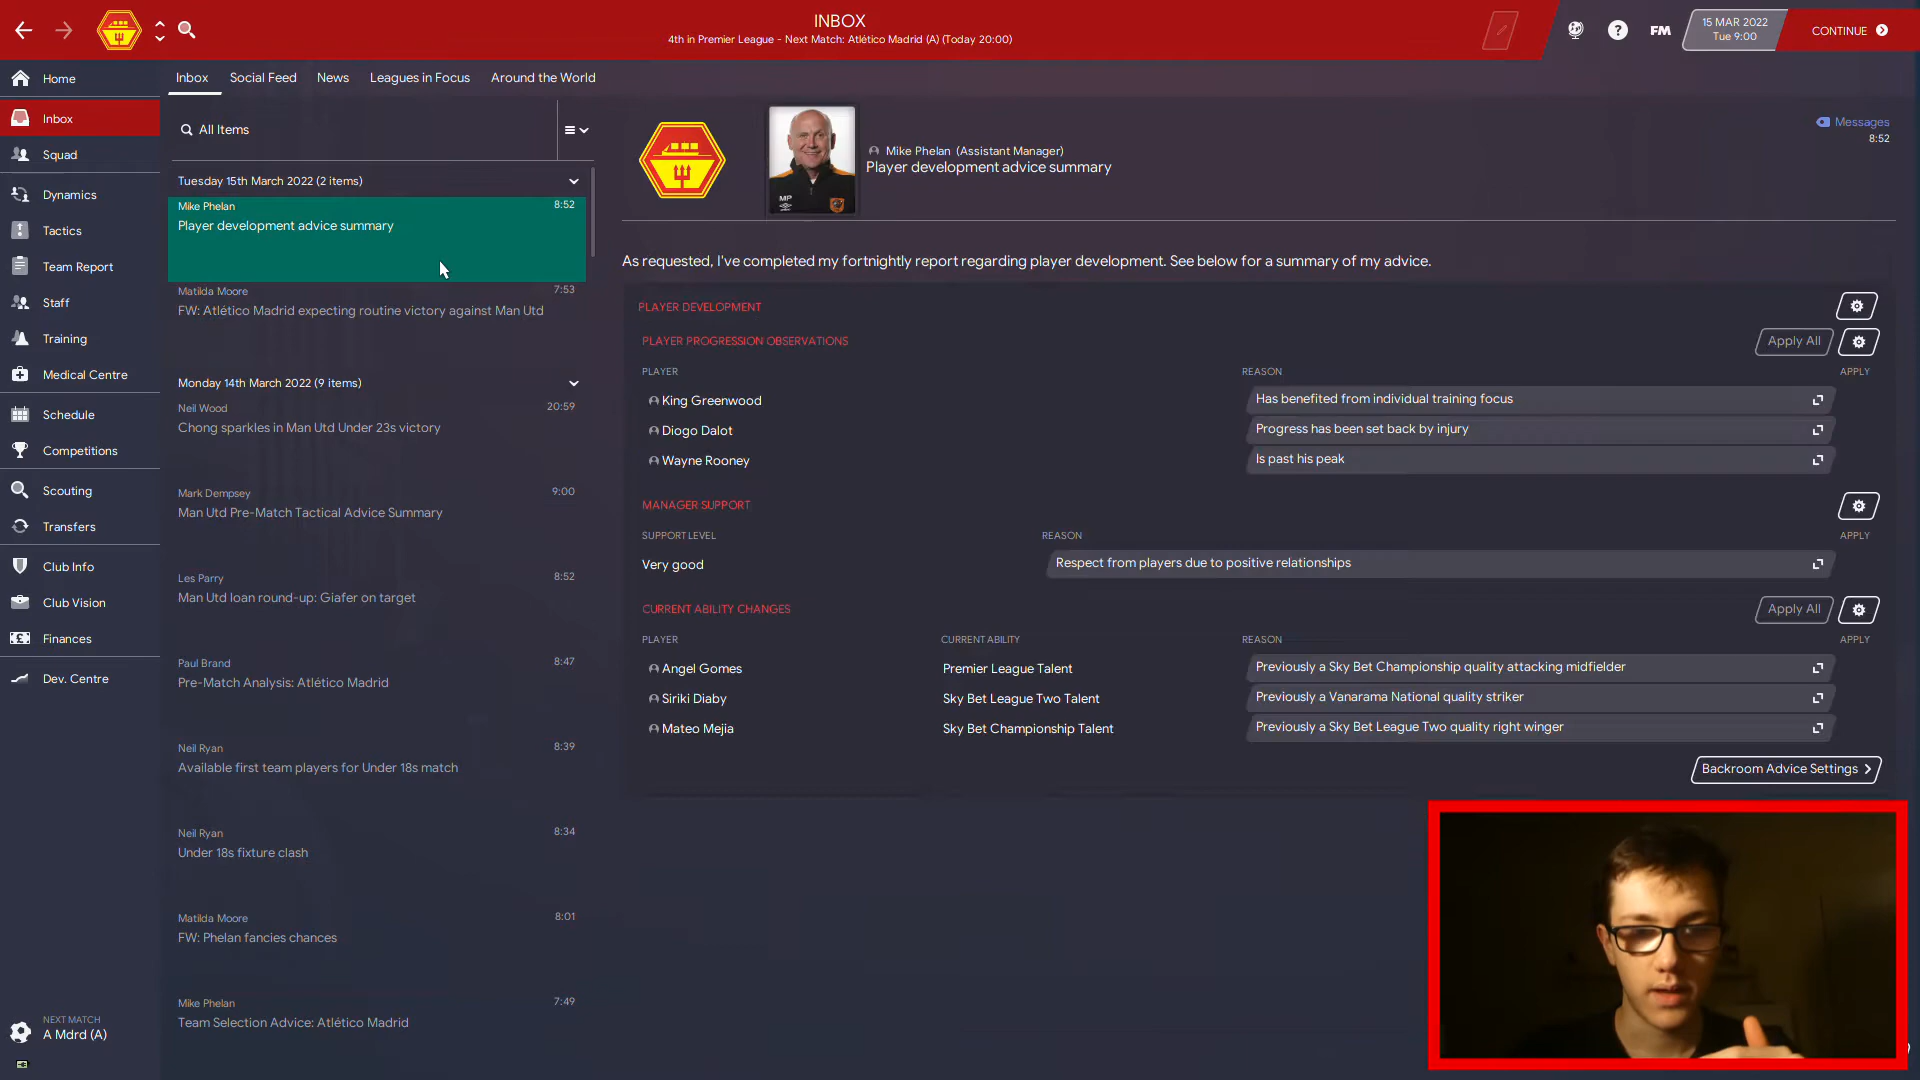 INBOX
4th in Premier League - Next Match: Atlético Madrid (A) (Today 20:00)
?
FM
15 MAR 2022
Tue 9:00
CONTINUE
Home
Inbox
Squad
Dynamics
Tactics
Team Report
Staff
Training
Medical Centre
Schedule
Competitions
Scouting
Transfers
Club Info
Club Vision
Finances
Dev. Centre
NEXT MATCH
A Mdrd (A)
Inbox Social Feed News Leagues in Focus Around the World
All Items
Tuesday 15th March 2022 (2 items)
Mike Phelan 8:52
Player development advice summary
Matilda Moore 7:53
FW: Atlético Madrid expecting routine victory against Man Utd
Monday 14th March 2022 (9 items)
Neil Wood 20:59
Chong sparkles in Man Utd Under 23s victory
Mark Dempsey 9:00
Man Utd Pre-Match Tactical Advice Summary
Les Parry 8:52
Man Utd loan round-up: Giafer on target
Paul Brand 8:47
Pre-Match Analysis: Atlético Madrid
Neil Ryan 8:39
Available first team players for Under 18s match
Neil Ryan 8:34
Under 18s fixture clash
Matilda Moore 8:01
FW: Phelan fancies chances
Mike Phelan 7:49
Team Selection Advice: Atlético Madrid
MP
Mike Phelan (Assistant Manager)
Player development advice summary
Messages
8:52
As requested, I've completed my fortnightly report regarding player development. See below for a summary of my advice.
PLAYER DEVELOPMENT
PLAYER PROGRESSION OBSERVATIONS Apply All
PLAYER REASON APPLY
King Greenwood Has benefited from individual training focus
Diogo Dalot Progress has been set back by injury
Wayne Rooney Is past his peak
MANAGER SUPPORT
SUPPORT LEVEL REASON APPLY
Very good Respect from players due to positive relationships
CURRENT ABILITY CHANGES Apply All
PLAYER CURRENT ABILITY REASON APPLY
Angel Gomes Premier League Talent Previously a Sky Bet Championship quality attacking midfielder
Siriki Diaby Sky Bet League Two Talent Previously a Vanarama National quality striker
Mateo Mejia Sky Bet Championship Talent Previously a Sky Bet League Two quality right winger
Backroom Advice Settings